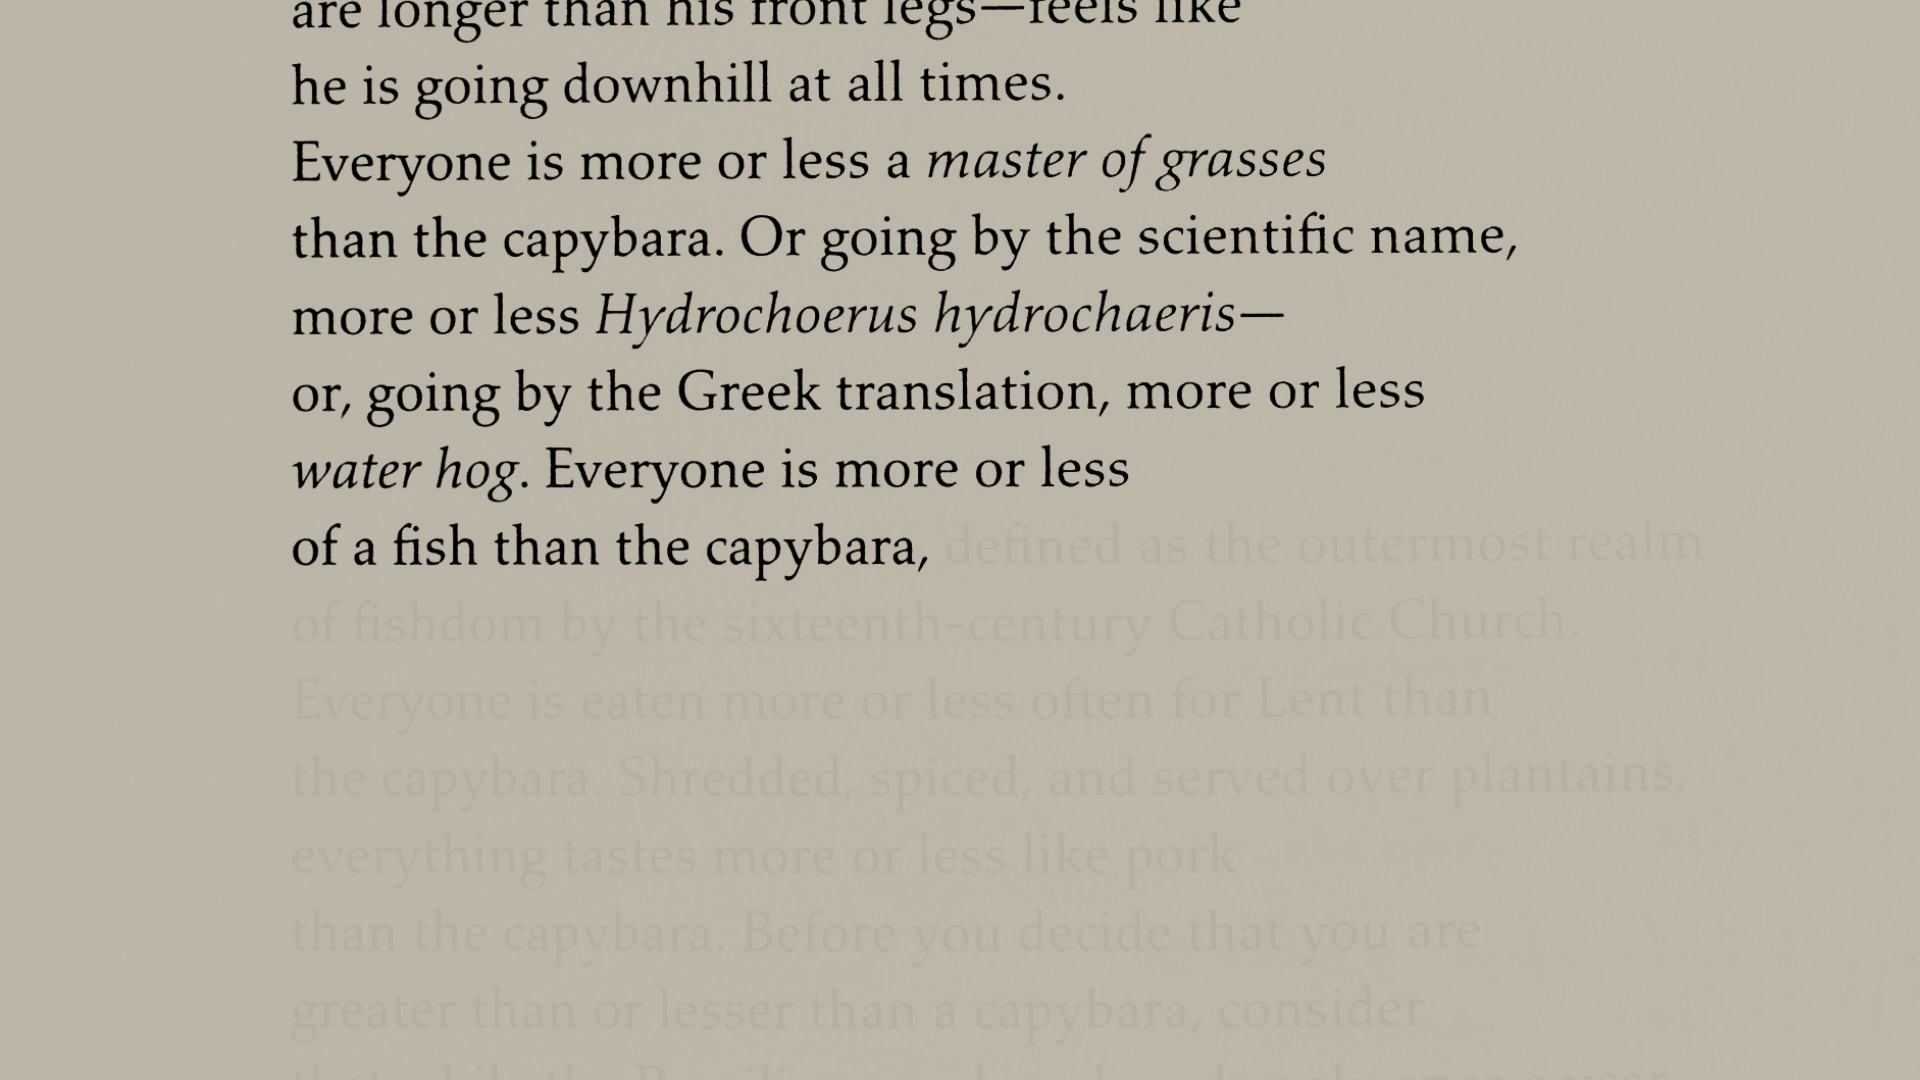 are longer than his front legs—feels like
he is going downhill at all times.
Everyone is more or less a master of grasses
than the capybara. Or going by the scientific name,
more or less Hydrochoerus hydrochaeris—
or, going by the Greek translation, more or less
water hog. Everyone is more or less
of a fish than the capybara, defined as the outermost realm
of fishdom by the sixteenth-century Catholic Church.
Everyone is eaten more or less often for Lent than
the capybara. Shredded, spiced, and served over plantains,
everything tastes more or less like pork
than the capybara. Before you decide that you are
greater than or lesser than a capybara, consider
that while the